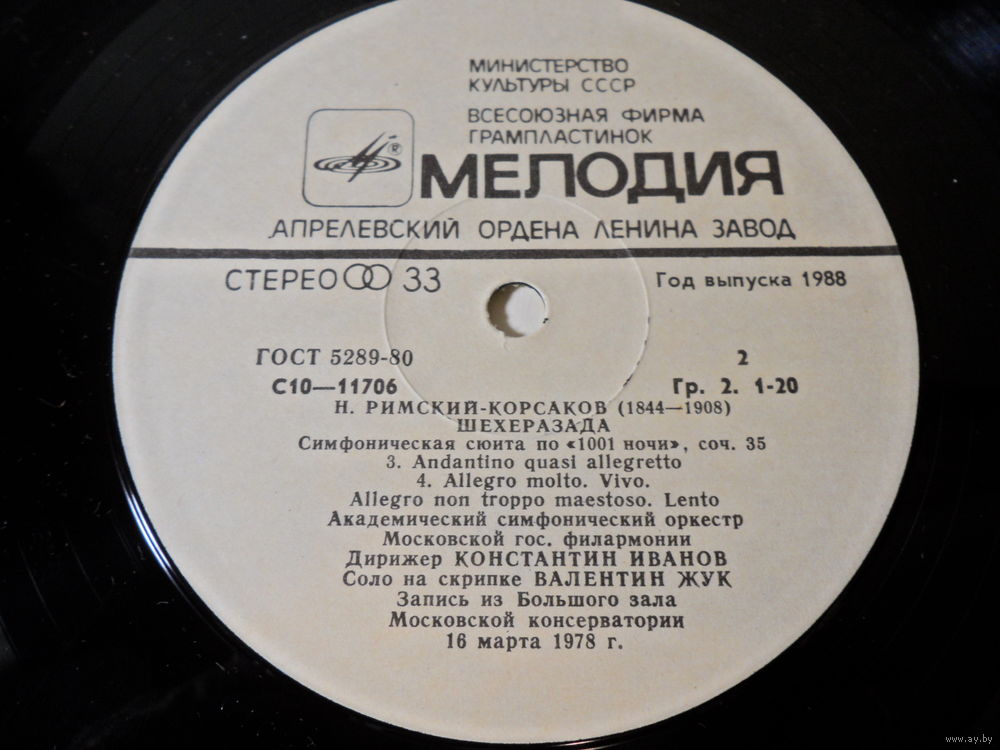 МИНИСТЕРСТВО
КУЛЬТУРЫ СССР
ВСЕСОЮЗНАЯ ФИРМА
ГРАМПЛАСТИНОК
®
МЕЛОДИЯ
АПРЕЛЕВСКИЙ ОРДЕНА ЛЕНИНА ЗАВОД
СТЕРЕО 33
Год выпуска 1988
ГОСТ 5289-80
2
С10—11706
Гр. 2. 1-20
Н. РИМСКИЙ-КОРСАКОВ (1844—1908)
ШЕХЕРАЗАДА
Симфоническая сюита по «1001 ночи», соч. 35
3. Andantino quasi allegretto
4. Allegro molto. Vivo.
Allegro non troppo maestoso. Lento
Академический симфонический оркестр
Московской гос. филармонии
Дирижер КОНСТАНТИН ИВАНОВ
Соло на скрипке ВАЛЕНТИН ЖУК
Запись из Большого зала
Московской консерватории
16 марта 1978 г.
www.ay.by